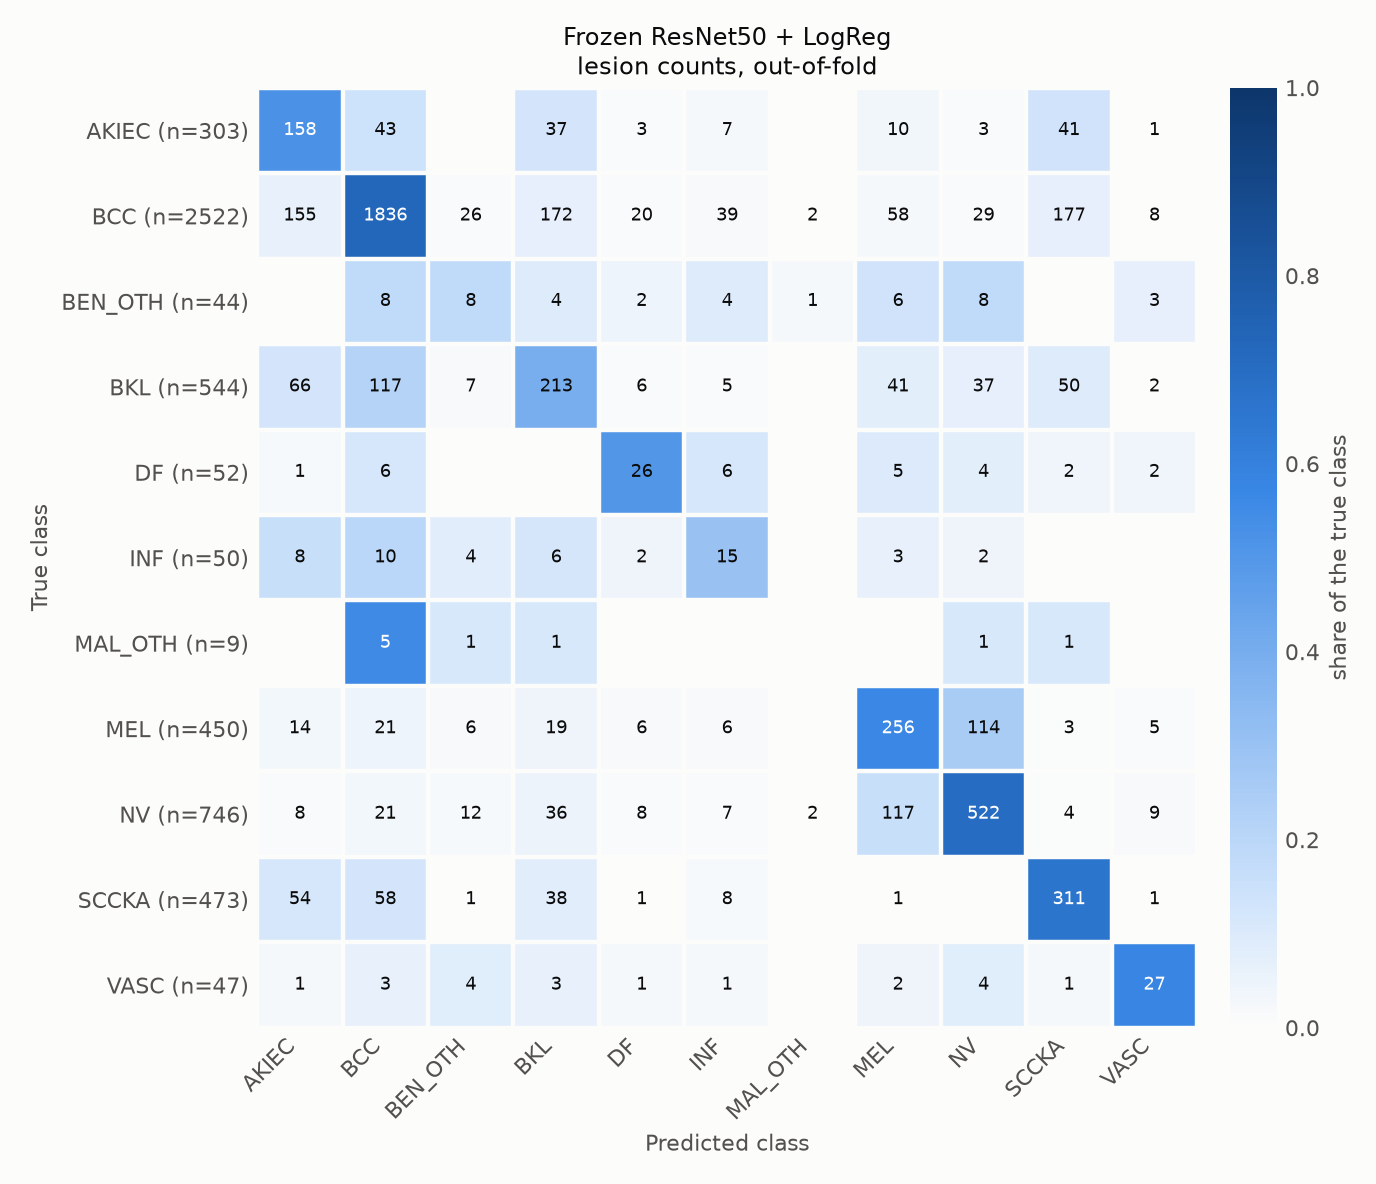 Frozen ResNet50 + LogReg
lesion counts, out-of-fold
AKIEC (n=303) 158 43 37 3 7 10 3 41 1
BCC (n=2522) 155 1836 26 172 20 39 2 58 29 177 8
BEN_OTH (n=44) 8 8 4 2 4 1 6 8 3
BKL (n=544) 66 117 7 213 6 5 41 37 50 2
DF (n=52) 1 6 26 6 5 4 2 2
INF (n=50) 8 10 4 6 2 15 3 2
MAL_OTH (n=9) 5 1 1 1 1
MEL (n=450) 14 21 6 19 6 6 256 114 3 5
NV (n=746) 8 21 12 36 8 7 2 117 522 4 9
SCCKA (n=473) 54 58 1 38 1 8 1 311 1
VASC (n=47) 1 3 4 3 1 1 2 4 1 27
AKIEC BCC BEN_OTH BKL DF INF MAL_OTH MEL NV SCCKA VASC
Predicted class
True class
1.0
0.8
0.6
0.4
0.2
0.0
share of the true class